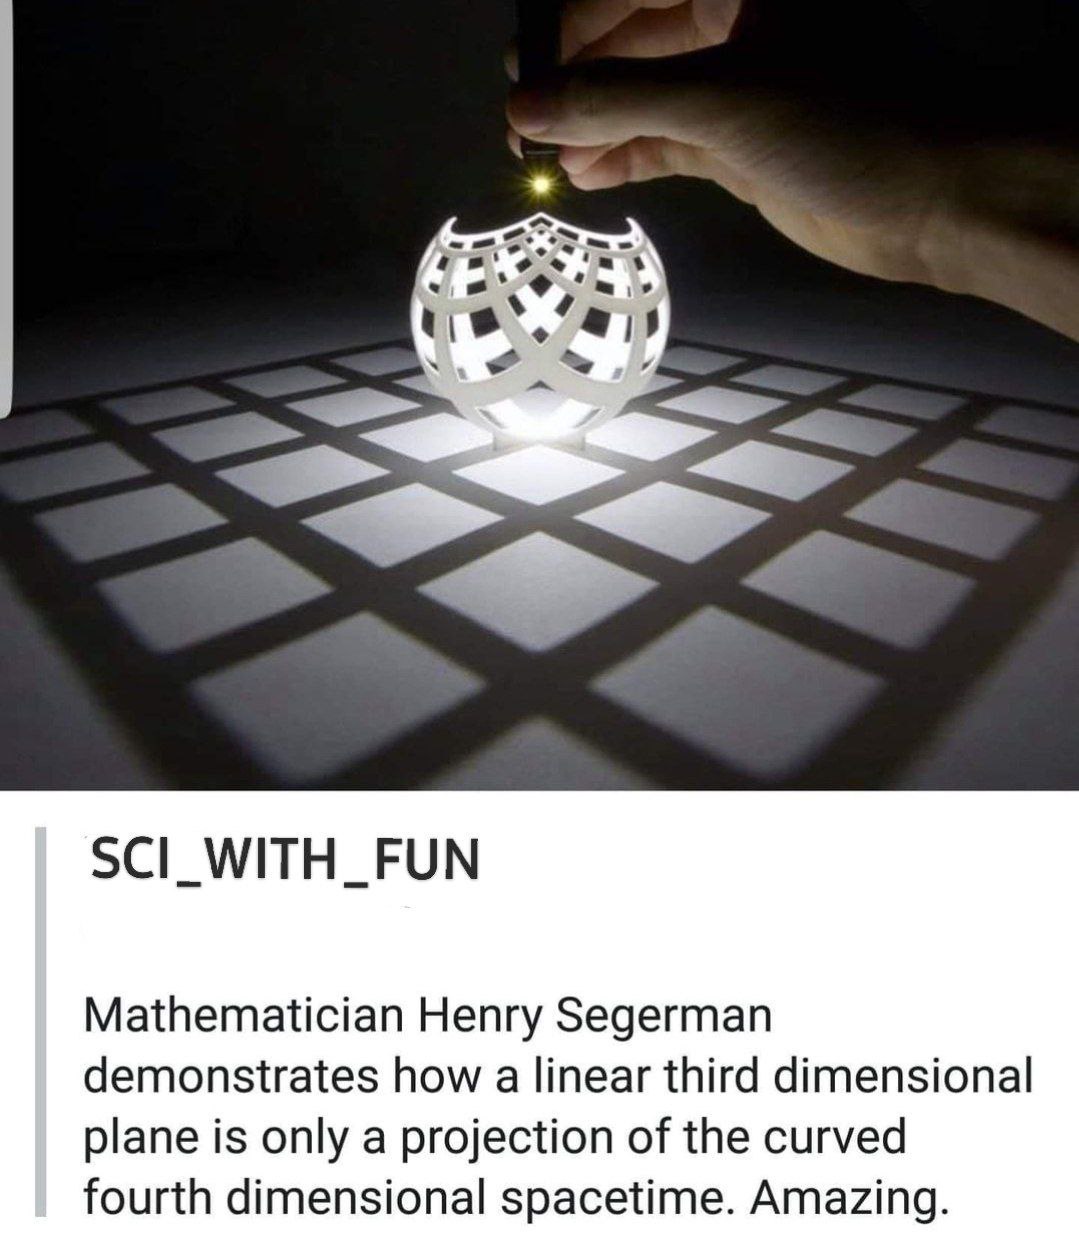 SCI_WITH_FUN
Mathematician Henry Segerman
demonstrates how a linear third dimensional
plane is only a projection of the curved
fourth dimensional spacetime. Amazing.